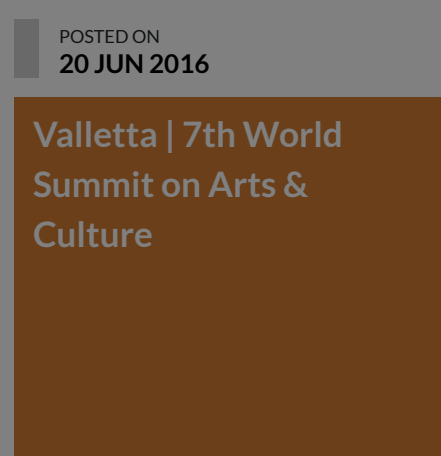 POSTED ON
20 JUN 2016
Valletta | 7th World
Summit on Arts &
Culture